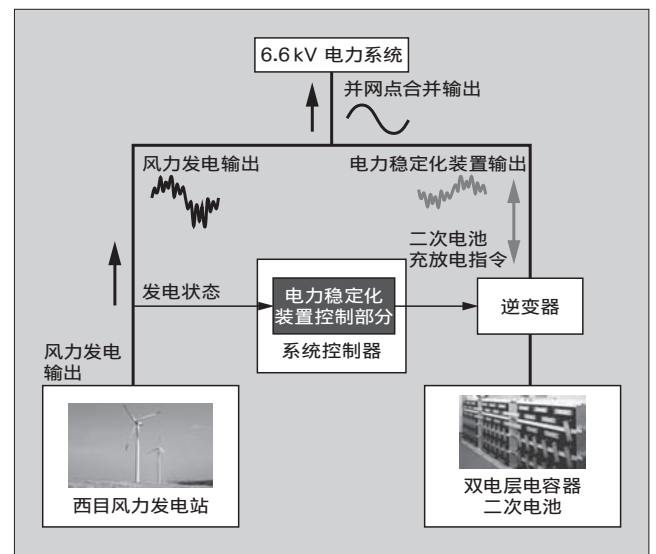 6.6kV 电力系统
并网点合并输出
风力发电输出
电力稳定化装置输出
二次电池
充放电指令
发电状态
电力稳定化
装置控制部分
逆变器
系统控制器
风力发电
输出
西目风力发电站
双电层电容器
二次电池